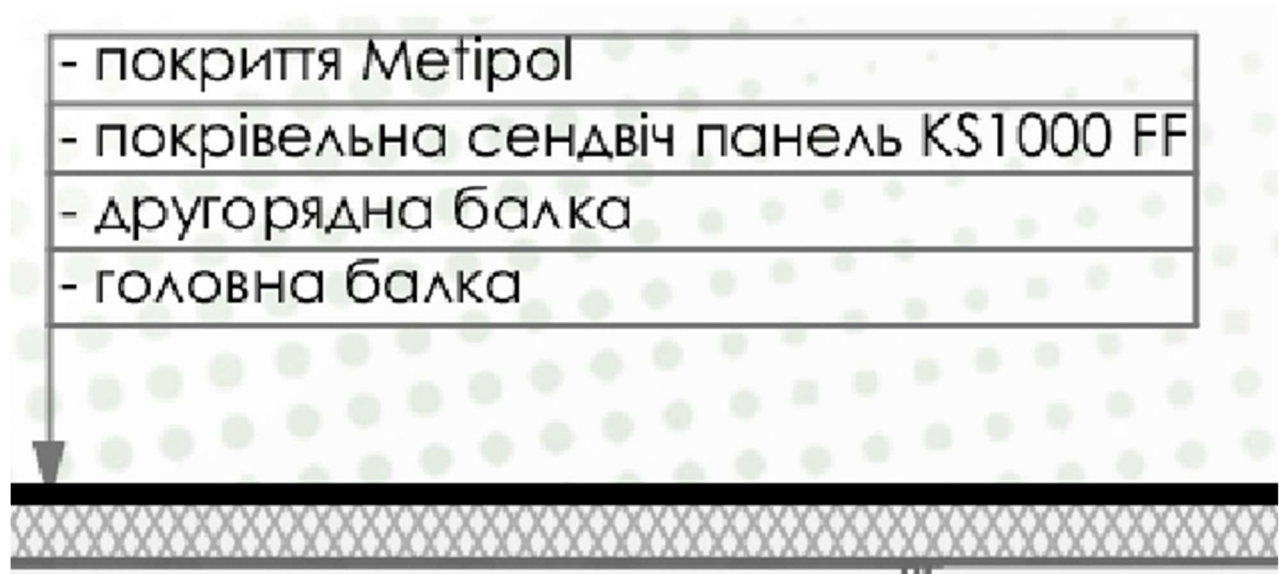 - покриття Metipol
- покрівельна сендвіч панель KS1000 FF
- другорядна балка
- головна балка